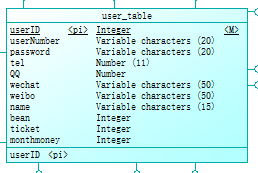 user_table
userID <pi> Integer <M>
userNumber Variable characters (20)
password Variable characters (20)
tel Number (11)
QQ Number
wechat Variable characters (50)
weibo Variable characters (50)
name Variable characters (15)
bean Integer
ticket Integer
monthmoney Integer
userID <pi>